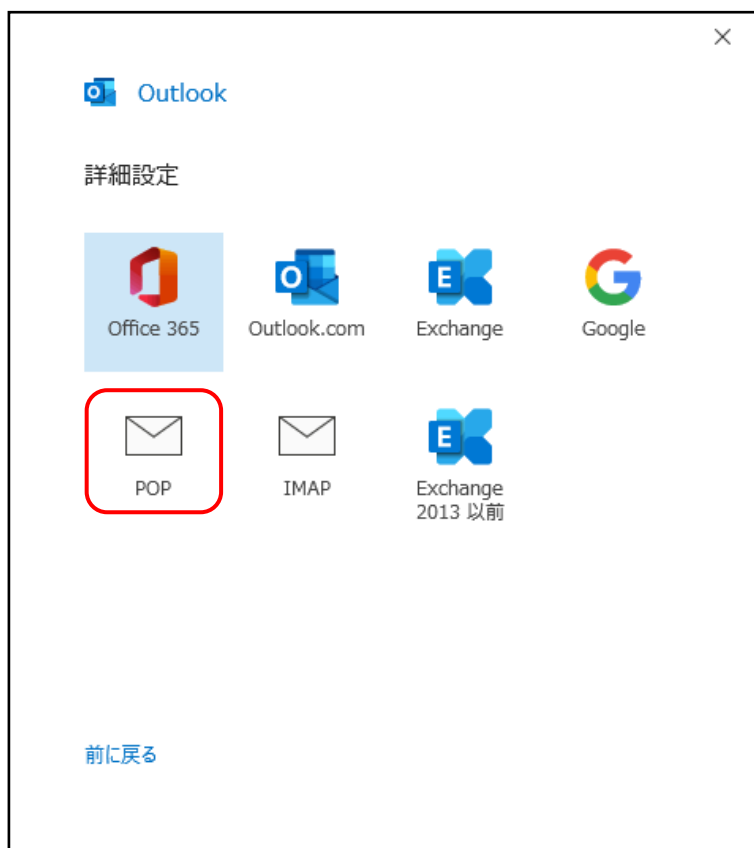 Outlook
詳細設定
Office 365
Outlook.com
Exchange
Google
POP
IMAP
Exchange
2013 以前
前に戻る